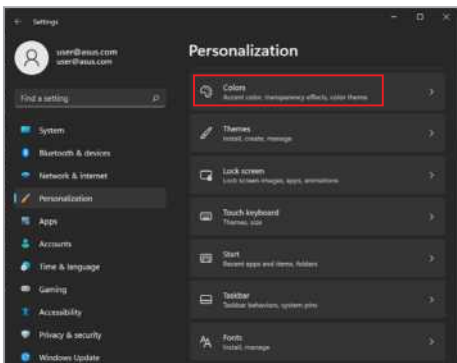 Settings
user@asus.com
user@asus.com
Find a setting
System
Bluetooth & devices
Network & internet
Personalization
Apps
Accounts
Time & language
Gaming
Accessibility
Privacy & security
Windows Update
Personalization
Colors
Accent color, transparency effects, color theme
Themes
Install, create, manage
Lock screen
Lock screen images, apps, animations
Touch keyboard
Themes, size
Start
Recent apps and items, folders
Taskbar
Taskbar behaviors, system pins
Fonts
Install, manage